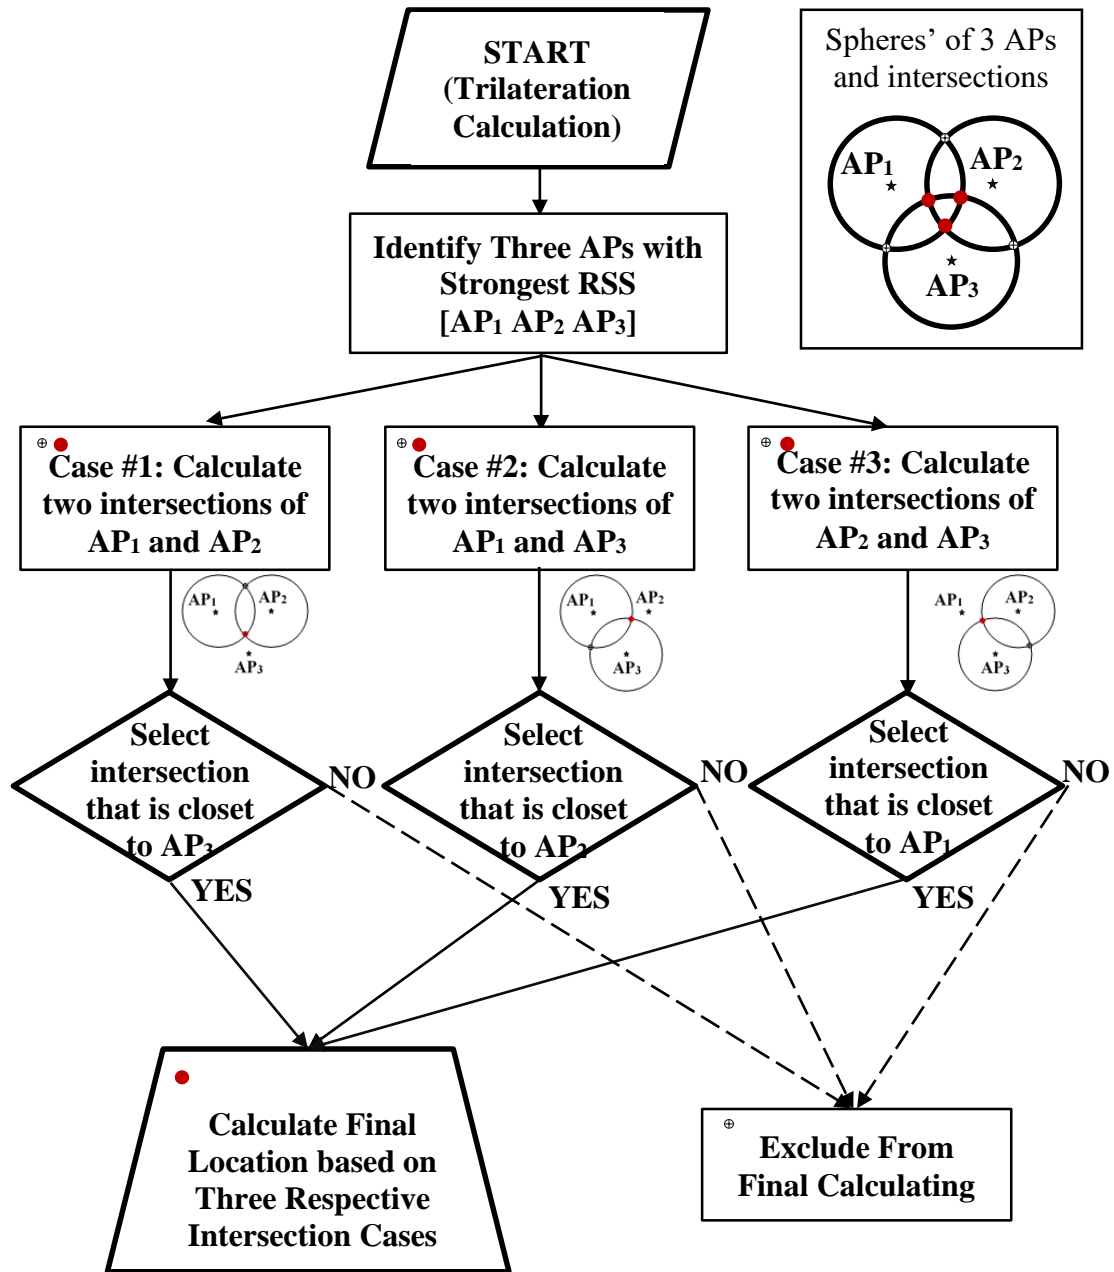 START
(Trilateration
Calculation)
Spheres’ of 3 APs
and intersections
AP1
AP2
AP3
Identify Three APs with
Strongest RSS
[AP1 AP2 AP3]
Case #1: Calculate
two intersections of
AP1 and AP2
Case #2: Calculate
two intersections of
AP1 and AP3
Case #3: Calculate
two intersections of
AP2 and AP3
AP1
AP2
AP3
AP1
AP2
AP3
AP1
AP2
AP3
Select
intersection
that is closet
to AP3
NO
YES
Select
intersection
that is closet
to AP2
NO
YES
Select
intersection
that is closet
to AP1
NO
YES
Calculate Final
Location based on
Three Respective
Intersection Cases
Exclude From
Final Calculating